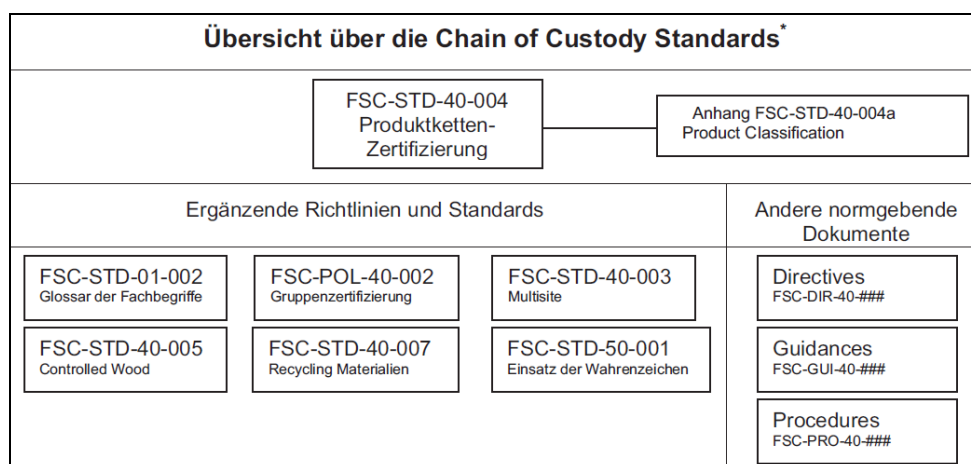 Übersicht über die Chain of Custody Standards*
FSC-STD-40-004
Produktketten-
Zertifizierung
Anhang FSC-STD-40-004a
Product Classification
Ergänzende Richtlinien und Standards
Andere normgebende
Dokumente
FSC-STD-01-002
Glossar der Fachbegriffe
FSC-POL-40-002
Gruppenzertifizierung
FSC-STD-40-003
Multisite
Directives
FSC-DIR-40-###
FSC-STD-40-005
Controlled Wood
FSC-STD-40-007
Recycling Materialien
FSC-STD-50-001
Einsatz der Wahrenzeichen
Guidances
FSC-GUI-40-###
Procedures
FSC-PRO-40-###